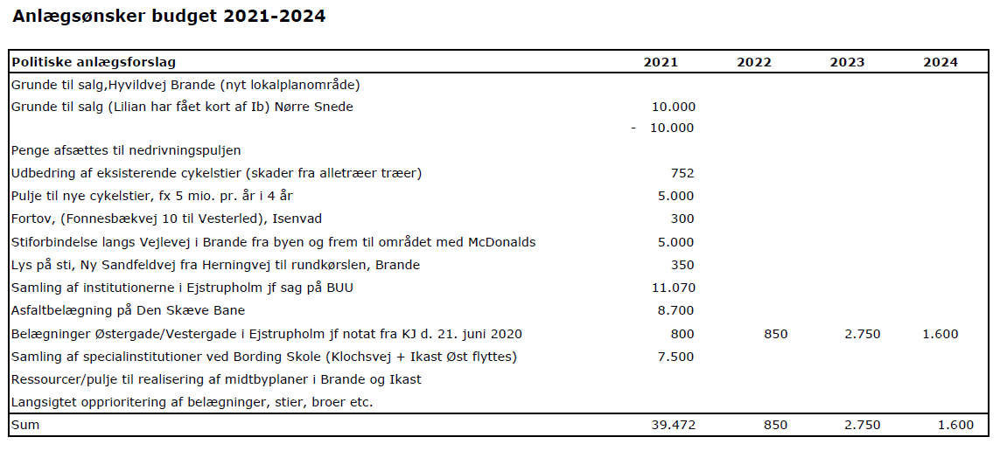 Anlægsønsker budget 2021-2024
Politiske anlægsforslag 2021 2022 2023 2024
Grunde til salg,Hyvildvej Brande (nyt lokalplanområde)
Grunde til salg (Lilian har fået kort af Ib) Nørre Snede 10.000
- 10.000
Penge afsættes til nedrivningspuljen
Udbedring af eksisterende cykelstier (skader fra alletræer træer) 752
Pulje til nye cykelstier, fx 5 mio. pr. år i 4 år 5.000
Fortov, (Fonnesbækvej 10 til Vesterled), Isenvad 300
Stiforbindelse langs Vejlevej i Brande fra byen og frem til området med McDonalds 5.000
Lys på sti, Ny Sandfeldvej fra Herningvej til rundkørslen, Brande 350
Samling af institutionerne i Ejstrupholm jf sag på BUU 11.070
Asfaltbelægning på Den Skæve Bane 8.700
Belægninger Østergade/Vestergade i Ejstrupholm jf notat fra KJ d. 21. juni 2020 800 850 2.750 1.600
Samling af specialinstitutioner ved Bording Skole (Klochsvej + Ikast Øst flyttes) 7.500
Ressourcer/pulje til realisering af midtbyplaner i Brande og Ikast
Langsigtet opprioritering af belægninger, stier, broer etc.
Sum 39.472 850 2.750 1.600